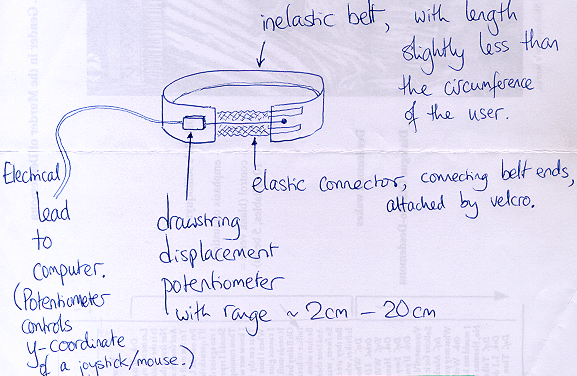 inelastic belt, with length
slightly less than
the circumference
of the user.
elastic connector, connecting belt ends,
attached by velcro.
Electrical
lead
to
computer.
(Potentiometer
controls
y-coordinate
of a joystick/mouse.)
drawstring
displacement
potentiometer
with range ~ 2cm – 20cm